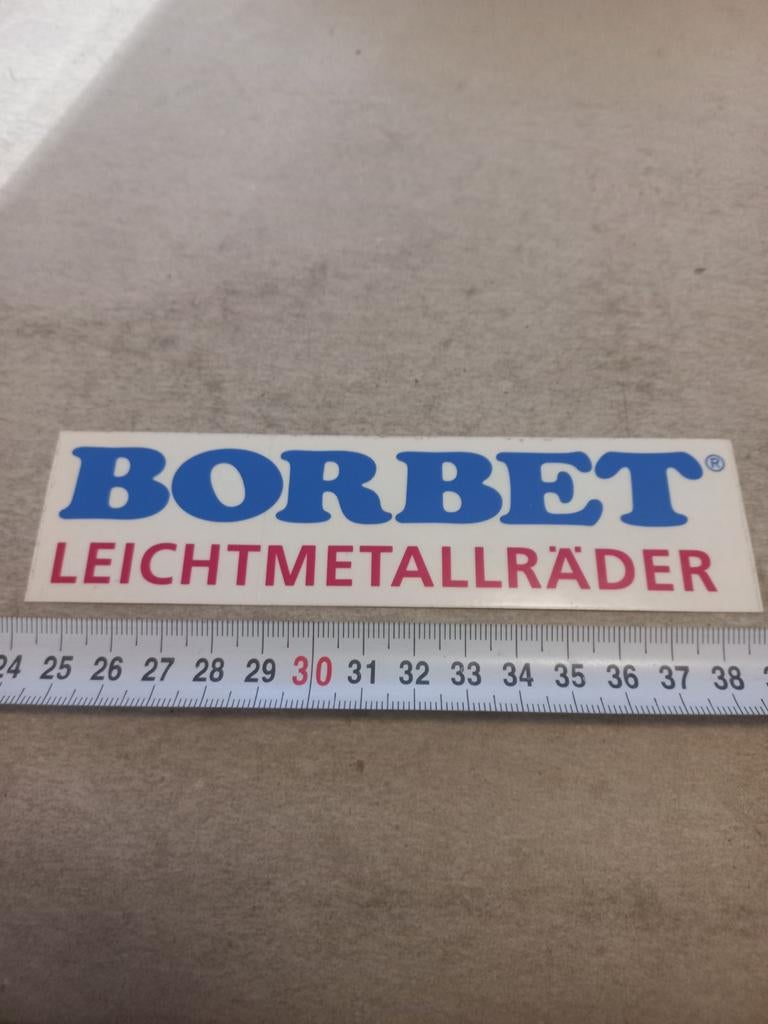 BORBET®
LEICHTMETALLRÄDER
24 25 26 27 28 29 30 31 32 33 34 35 36 37 38